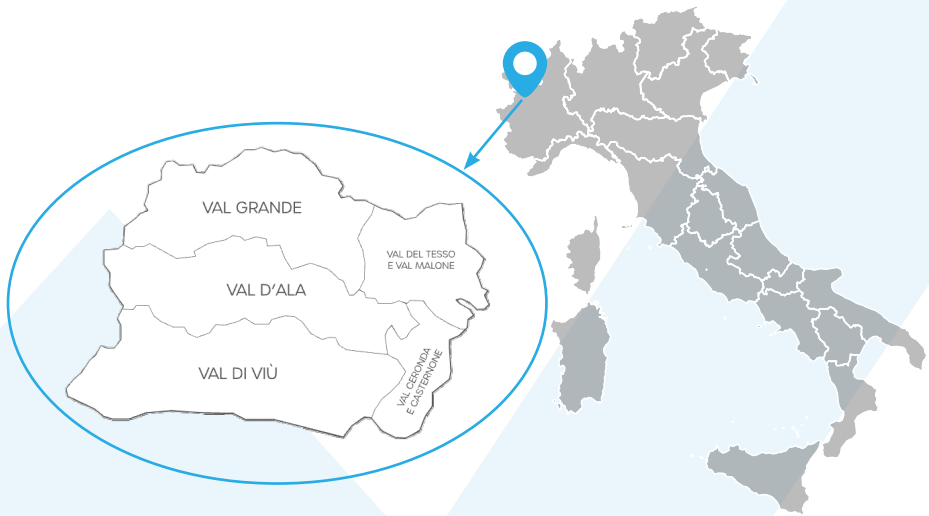 VAL GRANDE
VAL DEL TESSO
E VAL MALONE
VAL D'ALA
VAL DI VIÙ
VAL CERONDA
E CASTERNONE